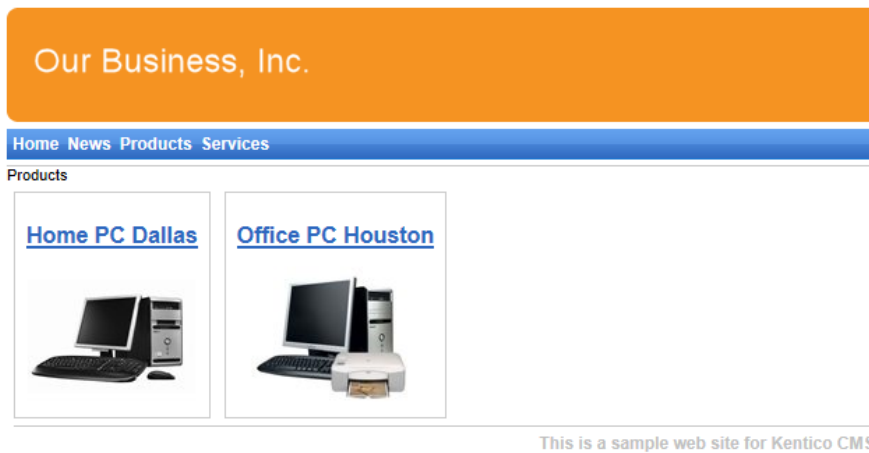 Our Business, Inc.
Home News Products Services
Products
Home PC Dallas Office PC Houston
This is a sample web site for Kentico CMS